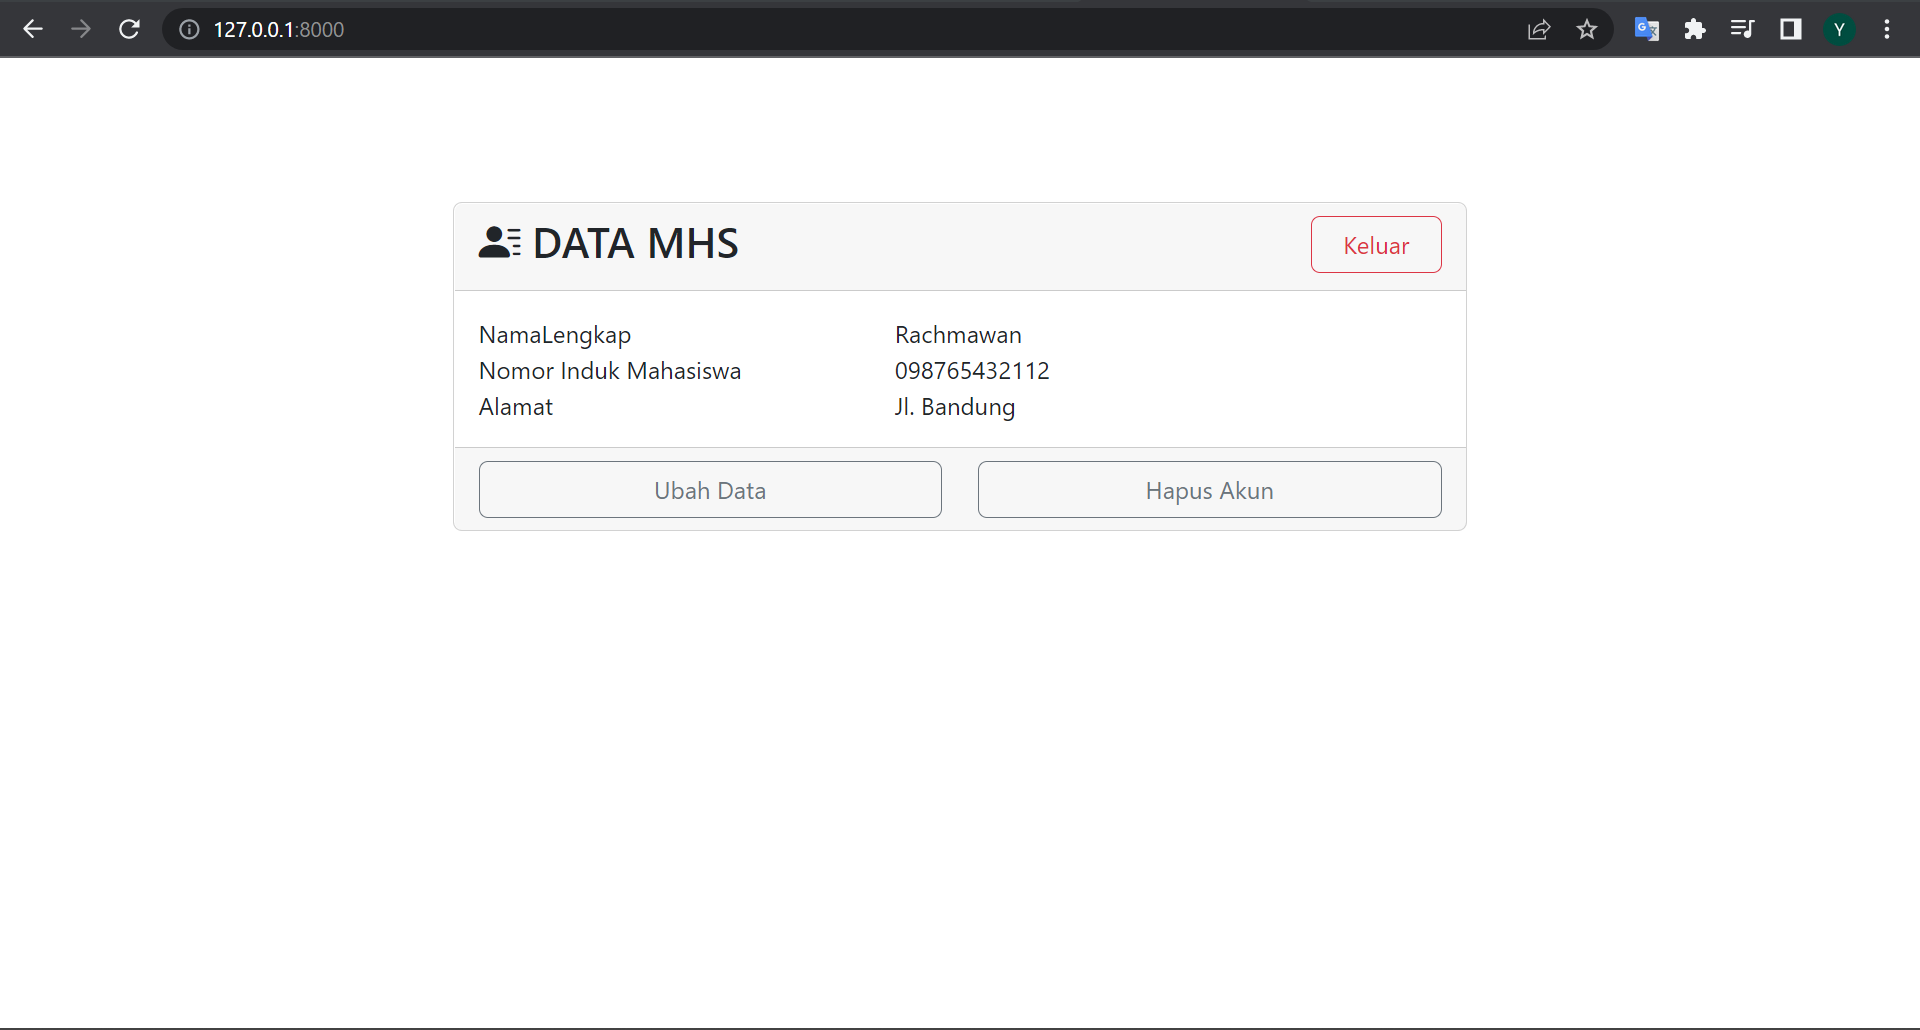 127.0.0.1:8000
Y
DATA MHS
Keluar
NamaLengkap Rachmawan
Nomor Induk Mahasiswa 098765432112
Alamat Jl. Bandung
Ubah Data Hapus Akun